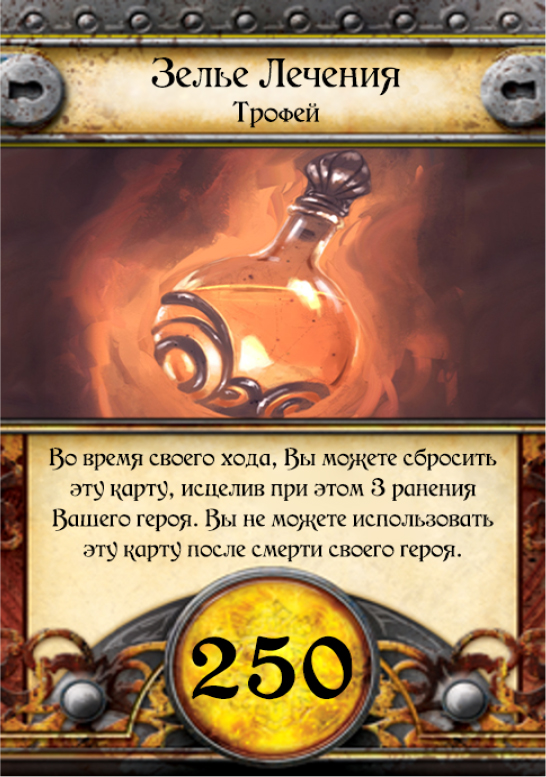 Зелье Лечения
Трофей
Во время своего хода, Вы можете сбросить
эту карту, исцелив при этом 3 ранения
Вашего героя. Вы не можете использовать
эту карту после смерти своего героя.
250